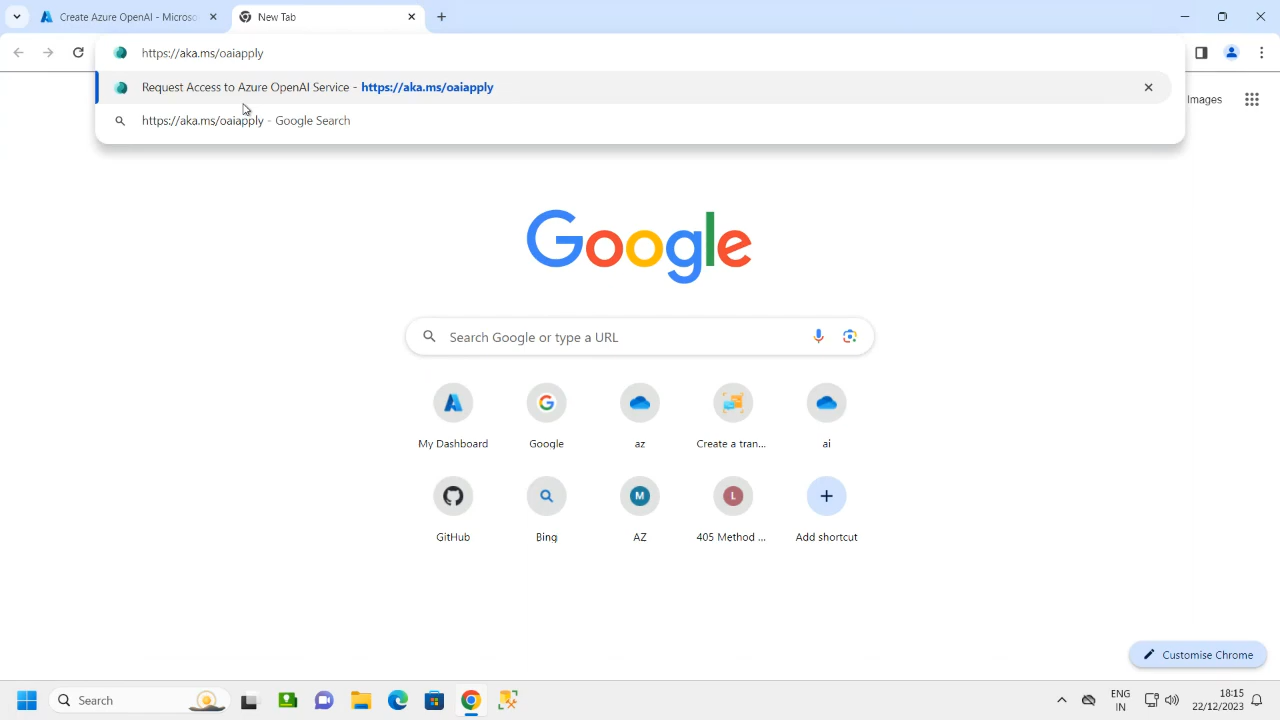 Create Azure OpenAI - Microso
New Tab
https://aka.ms/oaiapply
Request Access to Azure OpenAI Service - https://aka.ms/oaiapply
https://aka.ms/oaiapply - Google Search
Images
Google
Search Google or type a URL
My Dashboard
Google
az
Create a tran...
ai
M
L
GitHub
Bing
AZ
405 Method ...
Add shortcut
Customise Chrome
Search
ENG
IN
18:15
22/12/2023